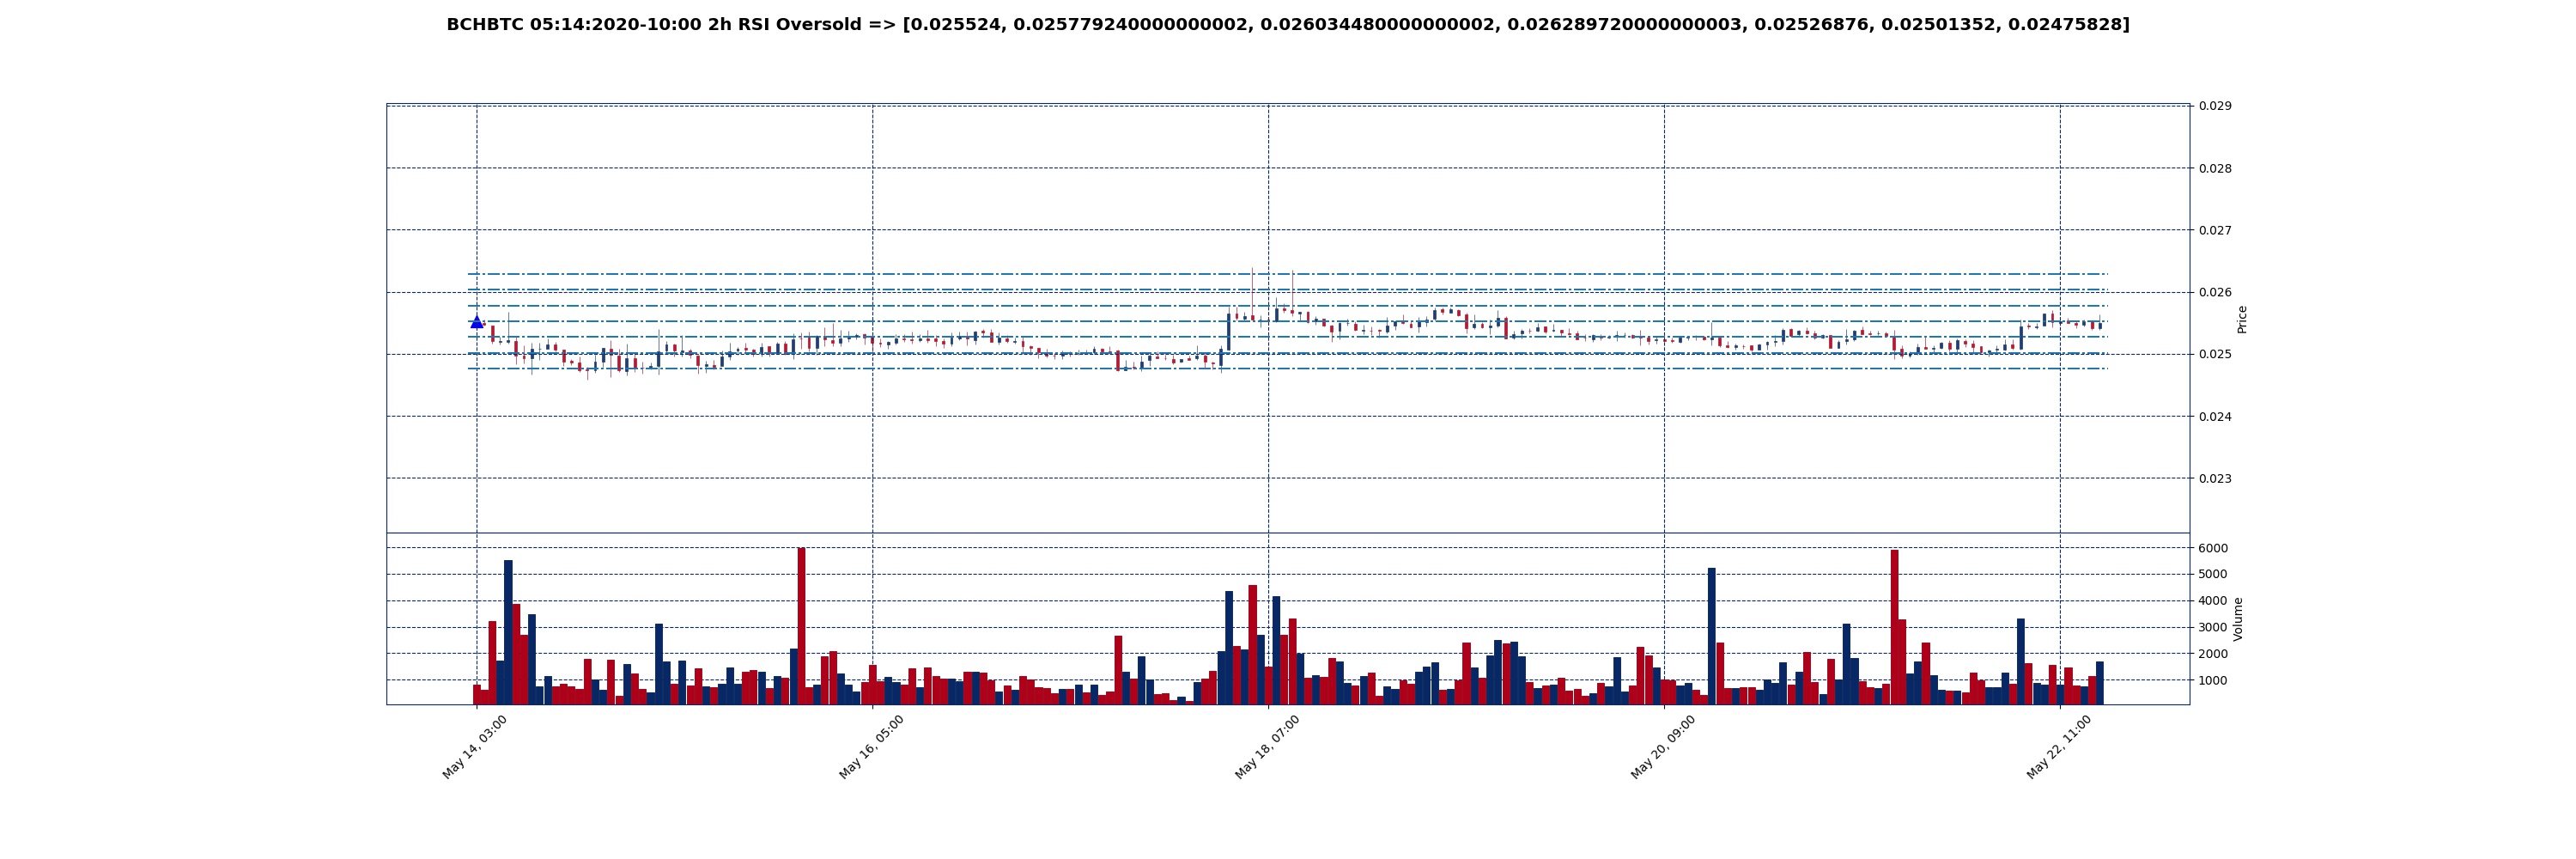 BCHBTC 05:14:2020-10:00 2h RSI Oversold => [0.025524, 0.025779240000000002, 0.026034480000000002, 0.026289720000000003, 0.02526876, 0.02501352, 0.02475828]
0.029
0.028
0.027
0.026
0.025
0.024
0.023
Price
6000
5000
4000
3000
2000
1000
Volume
May 14, 03:00
May 16, 05:00
May 18, 07:00
May 20, 09:00
May 22, 11:00